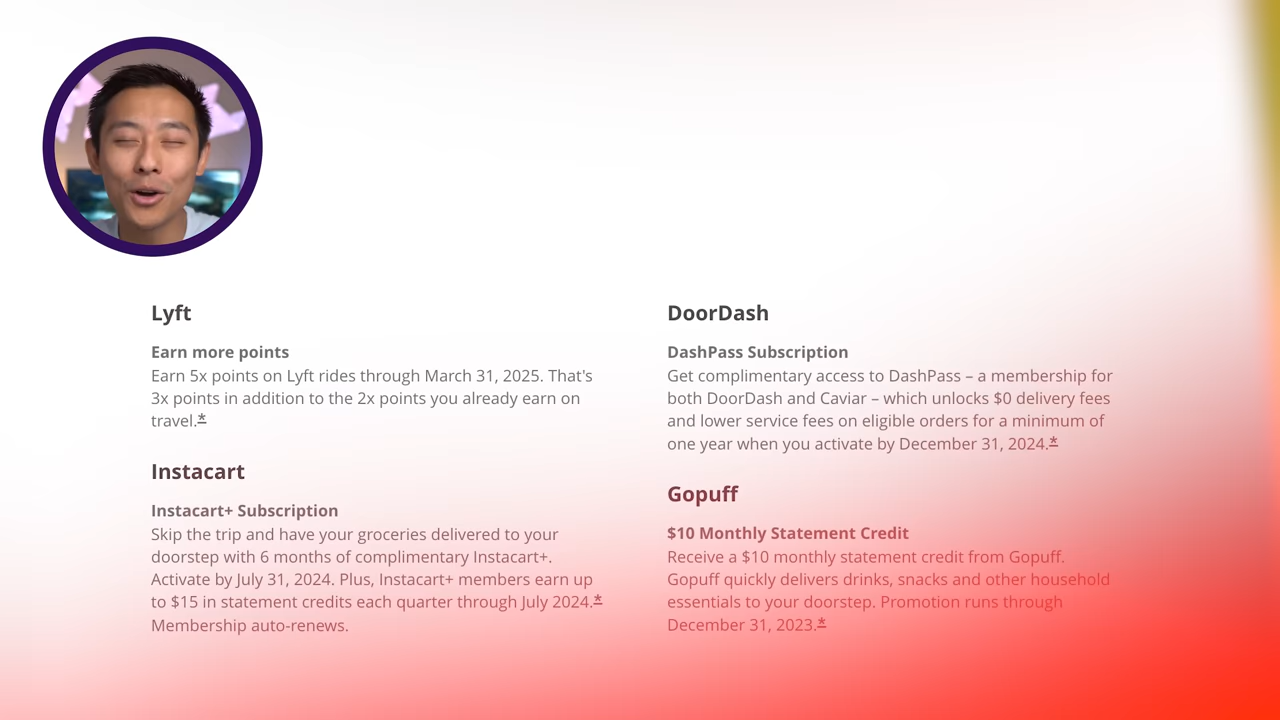 Lyft
Earn more points
Earn 5x points on Lyft rides through March 31, 2025. That's
3x points in addition to the 2x points you already earn on
travel.*
Instacart
Instacart+ Subscription
Skip the trip and have your groceries delivered to your
doorstep with 6 months of complimentary Instacart+.
Activate by July 31, 2024. Plus, Instacart+ members earn up
to $15 in statement credits each quarter through July 2024.*
Membership auto-renews.
DoorDash
DashPass Subscription
Get complimentary access to DashPass – a membership for
both DoorDash and Caviar – which unlocks $0 delivery fees
and lower service fees on eligible orders for a minimum of
one year when you activate by December 31, 2024.*
Gopuff
$10 Monthly Statement Credit
Receive a $10 monthly statement credit from Gopuff.
Gopuff quickly delivers drinks, snacks and other household
essentials to your doorstep. Promotion runs through
December 31, 2023.*